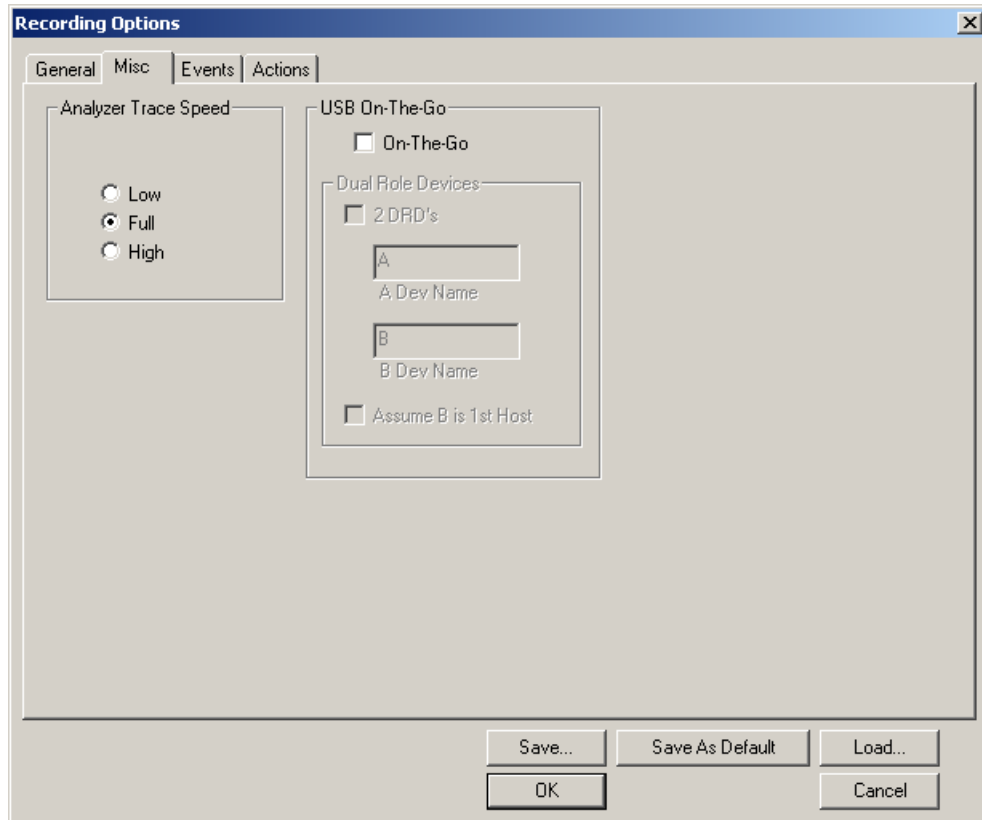 Recording Options
General Misc Events Actions
Analyzer Trace Speed
Low
Full
High
USB On-The-Go
On-The-Go
Dual Role Devices
2 DRD's
A
A Dev Name
B
B Dev Name
Assume B is 1st Host
Save... Save As Default Load...
OK Cancel